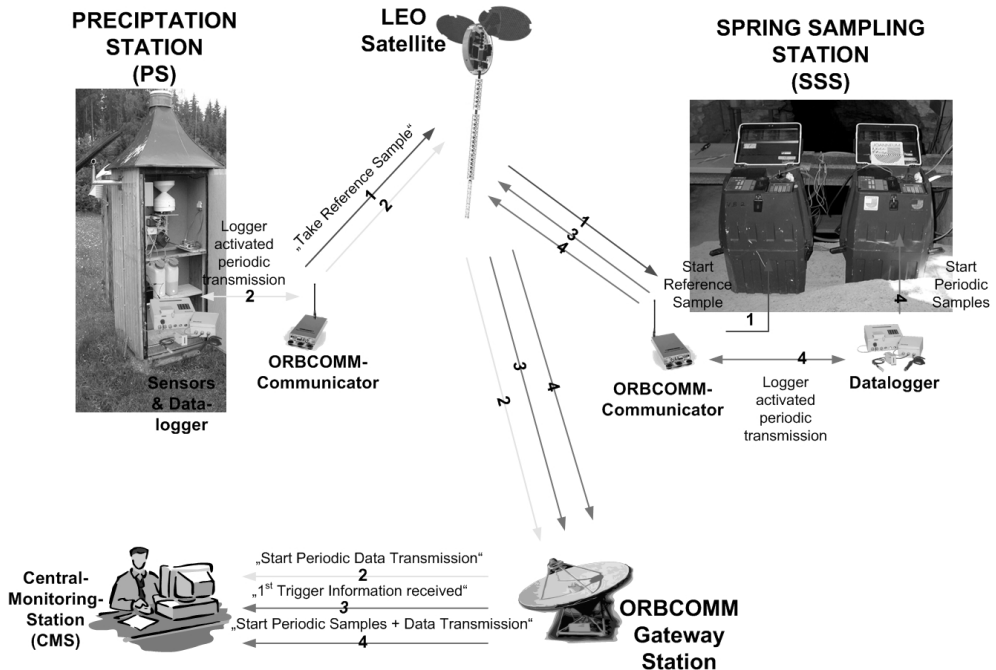 PRECIPTATION
STATION
(PS)
LEO
Satellite
SPRING SAMPLING
STATION
(SSS)
„Take Reference Sample“
1
2
Logger
activated
periodic
transmission
2
ORBCOMM-
Communicator
Sensors
& Data-
logger
1
3
4
Start
Reference
Sample
1
Start
Periodic
Samples
4
ORBCOMM-
Communicator
4
Datalogger
Logger
activated
periodic
transmission
2
3
4
Central-
Monitoring-
Station
(CMS)
„Start Periodic Data Transmission“
2
„1st Trigger Information received“
3
„Start Periodic Samples + Data Transmission“
4
ORBCOMM
Gateway
Station